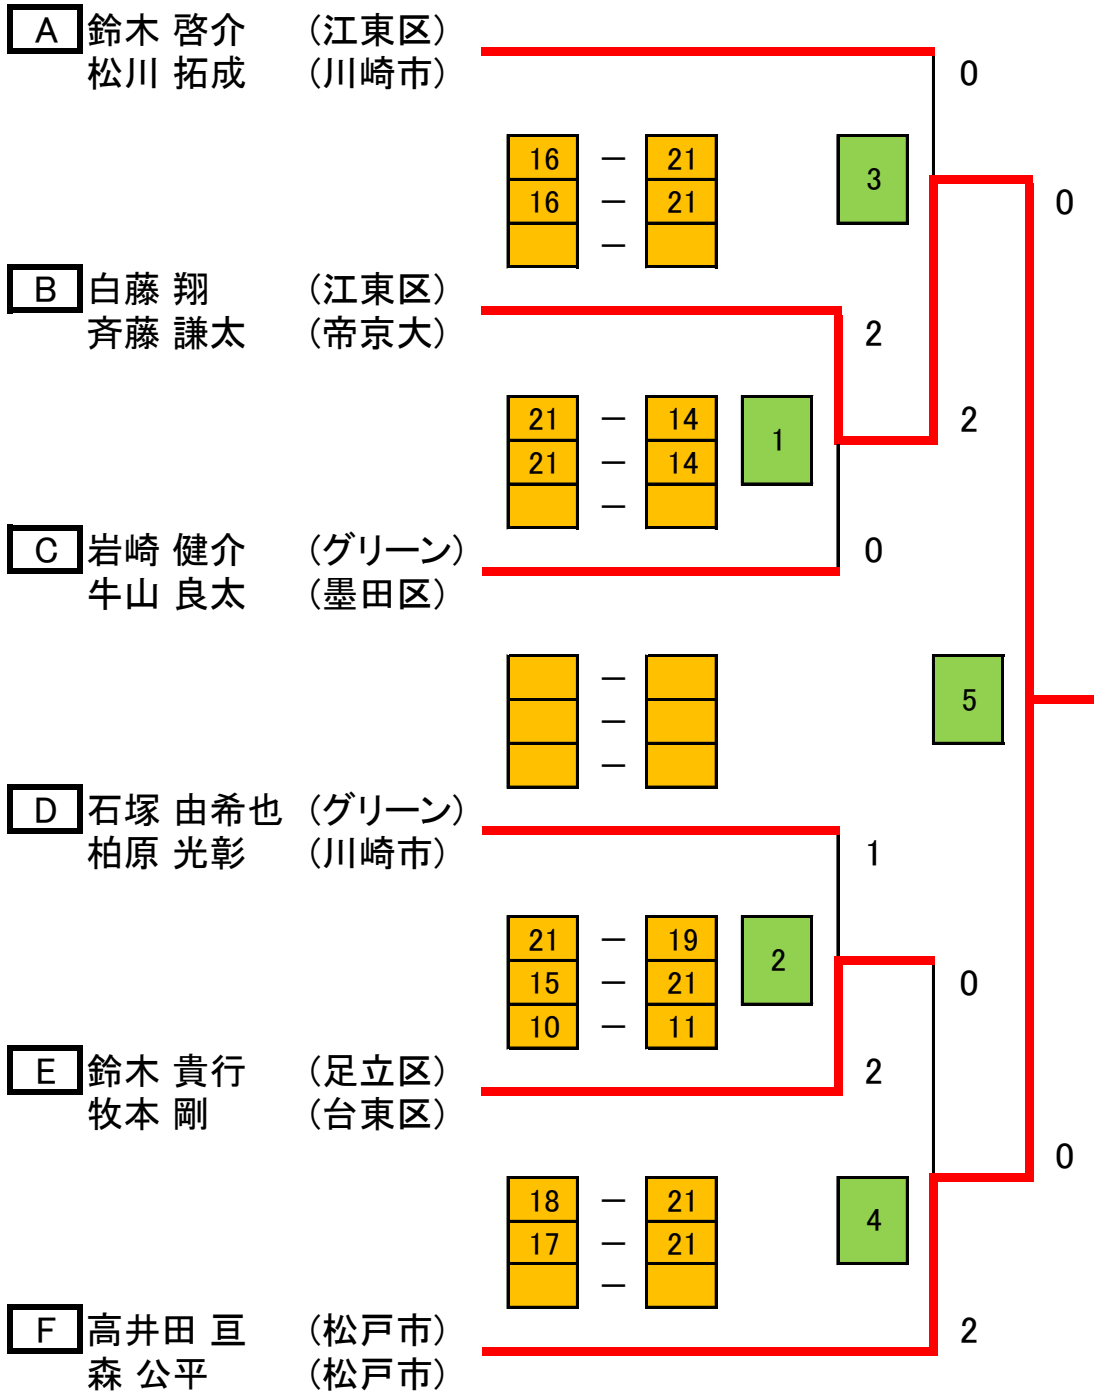 A 鈴木 啓介 （江東区）
松川 拓成 （川崎市）
0
16 － 21
3
16 － 21
0
－
B 白藤 翔 （江東区）
斉藤 謙太 （帝京大）
2
21 － 14
2
1
21 － 14
－
C 岩崎 健介 （グリーン）
0
牛山 良太 （墨田区）
－
－
5
－
D 石塚 由希也 （グリーン）
柏原 光彰 （川崎市）
1
21 － 19
2
15 － 21
0
10 － 11
E 鈴木 貴行 （足立区）
2
牧本 剛 （台東区）
0
18 － 21
4
17 － 21
－
F 高井田 亘 （松戸市）
2
森 公平 （松戸市）